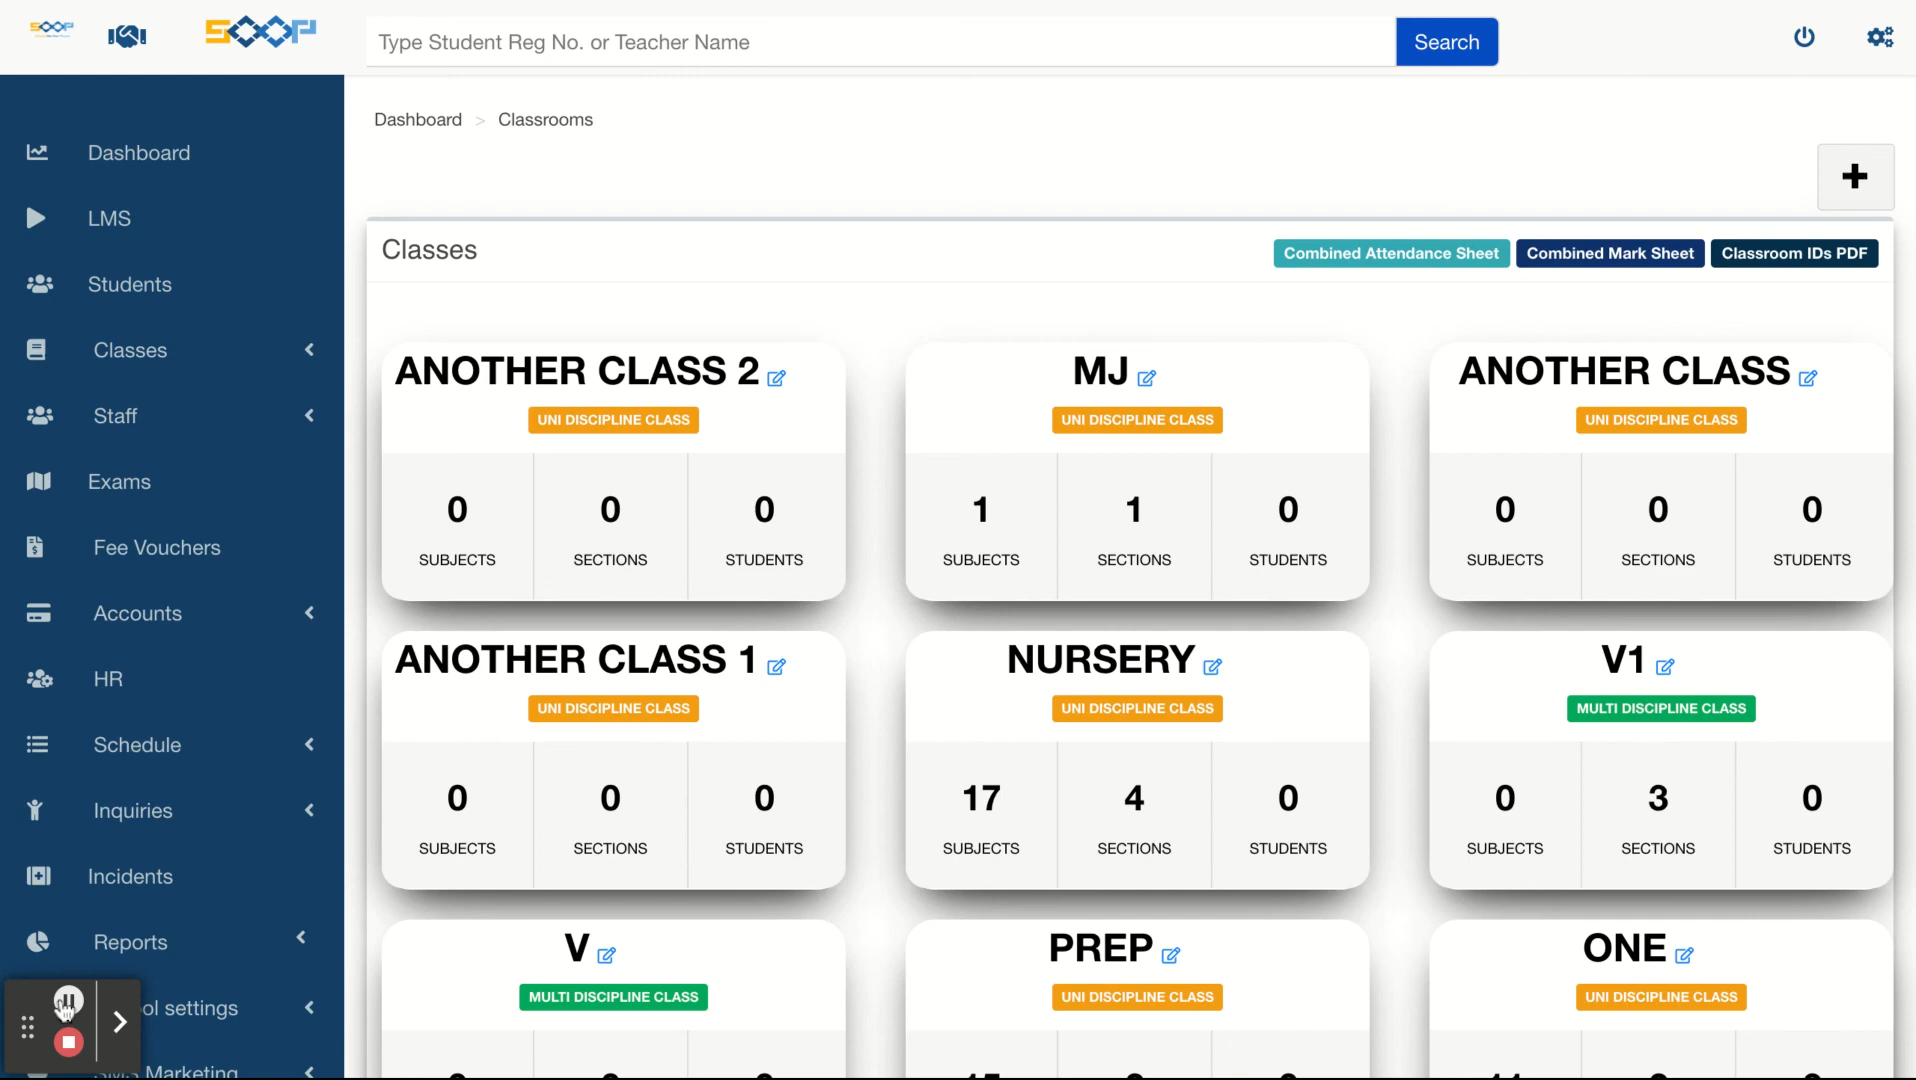 SOOP
SOOP
Type Student Reg No. or Teacher Name
Search
Dashboard > Classrooms
Dashboard
LMS
Students
Classes
Staff
Exams
Fee Vouchers
Accounts
HR
Schedule
Inquiries
Incidents
Reports
ol settings
SMS Marketing
Classes
Combined Attendance Sheet
Combined Mark Sheet
Classroom IDs PDF
ANOTHER CLASS 2
UNI DISCIPLINE CLASS
0 0 0
SUBJECTS SECTIONS STUDENTS
MJ
UNI DISCIPLINE CLASS
1 1 0
SUBJECTS SECTIONS STUDENTS
ANOTHER CLASS
UNI DISCIPLINE CLASS
0 0 0
SUBJECTS SECTIONS STUDENTS
ANOTHER CLASS 1
UNI DISCIPLINE CLASS
0 0 0
SUBJECTS SECTIONS STUDENTS
NURSERY
UNI DISCIPLINE CLASS
17 4 0
SUBJECTS SECTIONS STUDENTS
V1
MULTI DISCIPLINE CLASS
0 3 0
SUBJECTS SECTIONS STUDENTS
V
MULTI DISCIPLINE CLASS
PREP
UNI DISCIPLINE CLASS
ONE
UNI DISCIPLINE CLASS